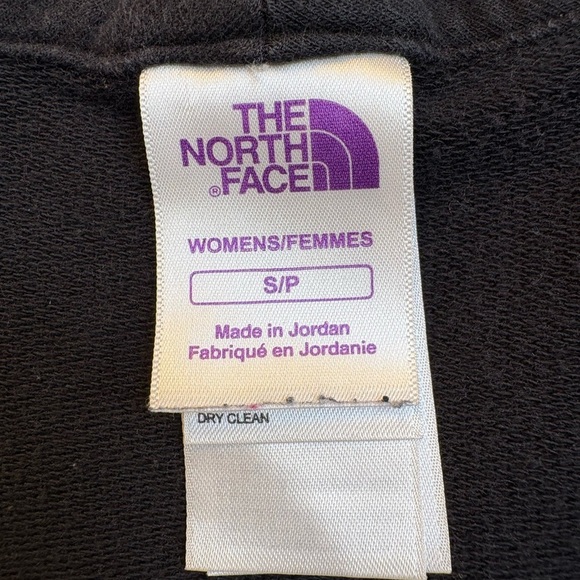 THE
NORTH
® FACE
WOMENS/FEMMES
S/P
Made in Jordan
Fabriqué en Jordanie
DRY CLEAN